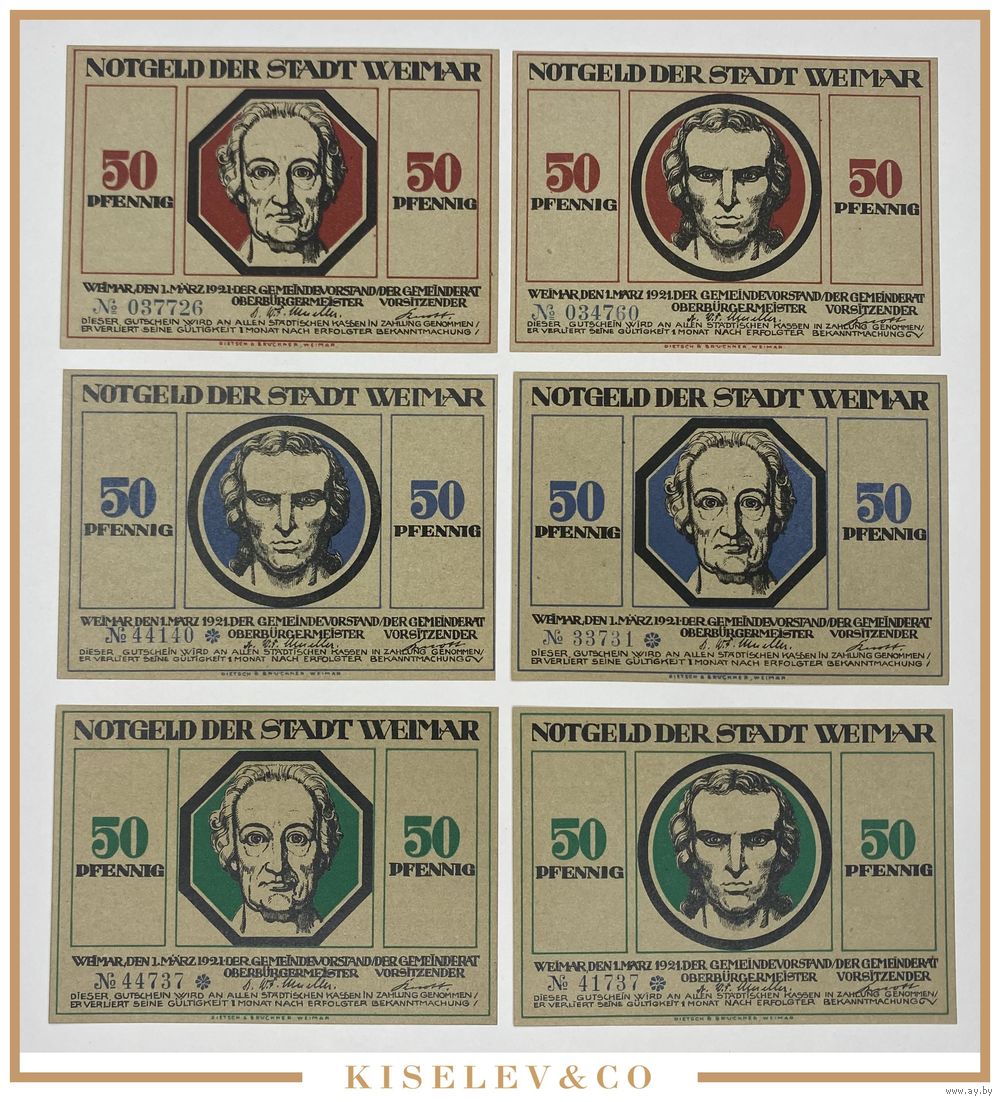 NOTGELD DER STADT WEIMAR
50 PFENNIG
50 PFENNIG
WEIMAR, DEN 1. MÄRZ 1921. DER GEMEINDEVORSTAND/DER GEMEINDERAT
№ 037726 OBERBÜRGERMEISTER VORSITZENDER
DIESER GUTSCHEIN WIRD AN ALLEN STÄDTISCHEN KASSEN IN ZAHLUNG GENOMMEN/
ER VERLIERT SEINE GÜLTIGKEIT 1 MONAT NACH ERFOLGTER BEKANNTMACHUNG/
DIETSCH & BRÜCKNER, WEIMAR
NOTGELD DER STADT WEIMAR
50 PFENNIG
50 PFENNIG
WEIMAR, DEN 1. MÄRZ 1921. DER GEMEINDEVORSTAND/DER GEMEINDERAT
№ 034760 OBERBÜRGERMEISTER VORSITZENDER
DIESER GUTSCHEIN WIRD AN ALLEN STÄDTISCHEN KASSEN IN ZAHLUNG GENOMMEN/
ER VERLIERT SEINE GÜLTIGKEIT 1 MONAT NACH ERFOLGTER BEKANNTMACHUNG
DIETSCH & BRÜCKNER, WEIMAR
NOTGELD DER STADT WEIMAR
50 PFENNIG
50 PFENNIG
WEIMAR, DEN 1. MÄRZ 1921. DER GEMEINDEVORSTAND/DER GEMEINDERAT
№ 44140 OBERBÜRGERMEISTER VORSITZENDER
DIESER GUTSCHEIN WIRD AN ALLEN STÄDTISCHEN KASSEN IN ZAHLUNG GENOMMEN/
ER VERLIERT SEINE GÜLTIGKEIT 1 MONAT NACH ERFOLGTER BEKANNTMACHUNG
DIETSCH & BRÜCKNER, WEIMAR
NOTGELD DER STADT WEIMAR
50 PFENNIG
50 PFENNIG
WEIMAR, DEN 1. MÄRZ 1921. DER GEMEINDEVORSTAND/DER GEMEINDERAT
№ 33731 OBERBÜRGERMEISTER VORSITZENDER
DIESER GUTSCHEIN WIRD AN ALLEN STÄDTISCHEN KASSEN IN ZAHLUNG GENOMMEN/
ER VERLIERT SEINE GÜLTIGKEIT 1 MONAT NACH ERFOLGTER BEKANNTMACHUNG/
DIETSCH & BRÜCKNER, WEIMAR
NOTGELD DER STADT WEIMAR
50 PFENNIG
50 PFENNIG
WEIMAR, DEN 1. MÄRZ 1921. DER GEMEINDEVORSTAND/DER GEMEINDERAT
№ 44737 OBERBÜRGERMEISTER VORSITZENDER
DIESER GUTSCHEIN WIRD AN ALLEN STÄDTISCHEN KASSEN IN ZAHLUNG GENOMMEN/
ER VERLIERT SEINE GÜLTIGKEIT 1 MONAT NACH ERFOLGTER BEKANNTMACHUNG/
DIETSCH & BRÜCKNER, WEIMAR
NOTGELD DER STADT WEIMAR
50 PFENNIG
50 PFENNIG
WEIMAR, DEN 1. MÄRZ 1921. DER GEMEINDEVORSTAND/DER GEMEINDERAT
№ 41737 OBERBÜRGERMEISTER VORSITZENDER
DIESER GUTSCHEIN WIRD AN ALLEN STÄDTISCHEN KASSEN IN ZAHLUNG GENOMMEN/
ER VERLIERT SEINE GÜLTIGKEIT 1 MONAT NACH ERFOLGTER BEKANNTMACHUNG
DIETSCH & BRÜCKNER, WEIMAR
KISELEV&CO
www.ay.by